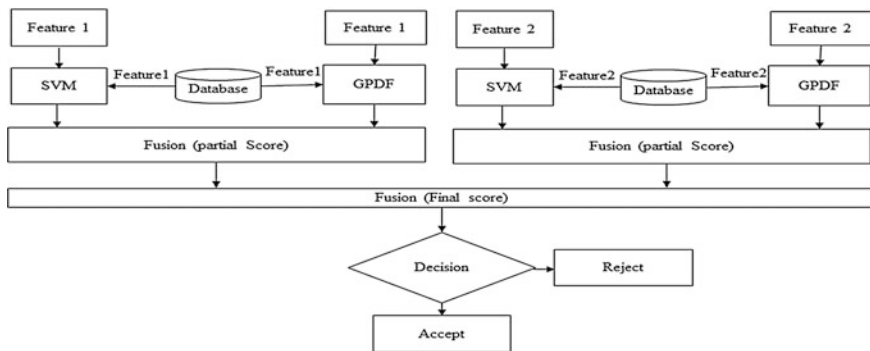 Feature 1
Feature 1
Feature 2
Feature 2
SVM
Feature1
Database
Feature1
GPDF
SVM
Feature2
Database
Feature2
GPDF
Fusion (partial Score)
Fusion (partial Score)
Fusion (Final score)
Decision
Reject
Accept